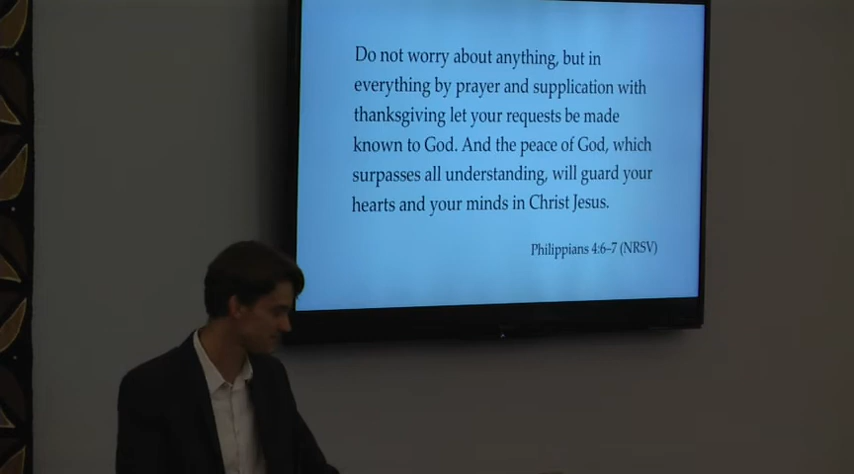 Do not worry about anything, but in
everything by prayer and supplication with
thanksgiving let your requests be made
known to God. And the peace of God, which
surpasses all understanding, will guard your
hearts and your minds in Christ Jesus.
Philippians 4:6–7 (NRSV)